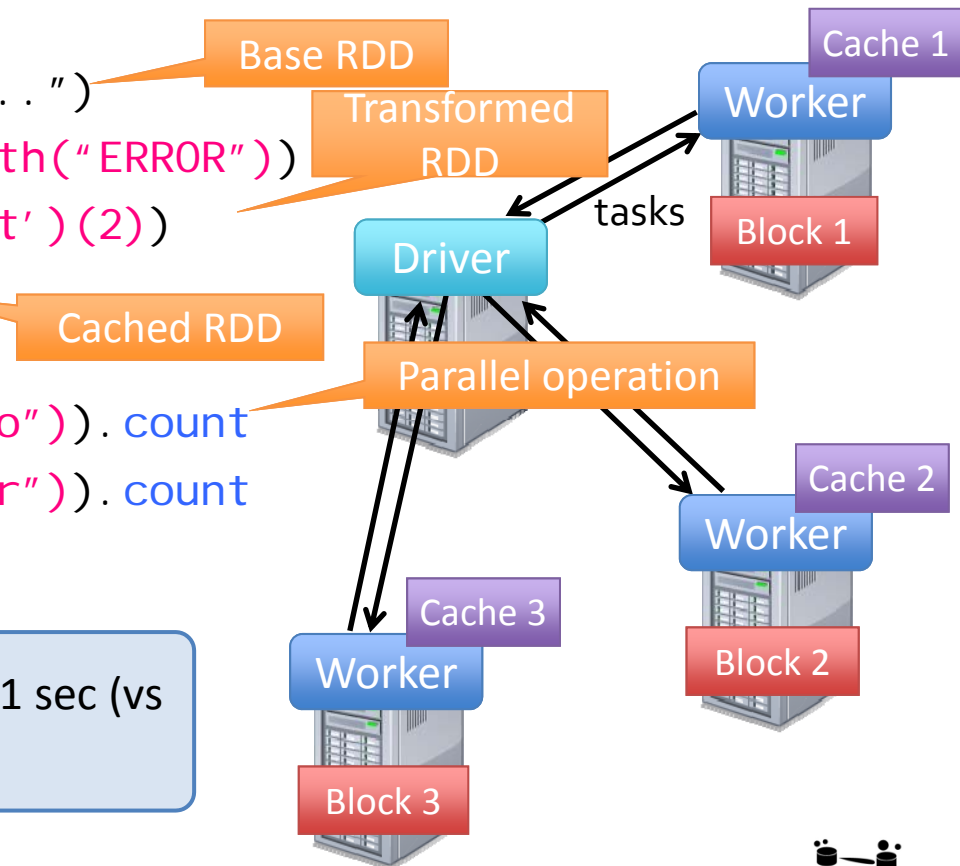 Base RDD
Cache 1
. . ")
Worker
Transformed
RDD
th("ERROR"))
tasks
t')(2))
Block 1
Driver
Cached RDD
Parallel operation
o")).count
r")).count
Cache 2
Worker
Cache 3
Block 2
Worker
1 sec (vs
Block 3